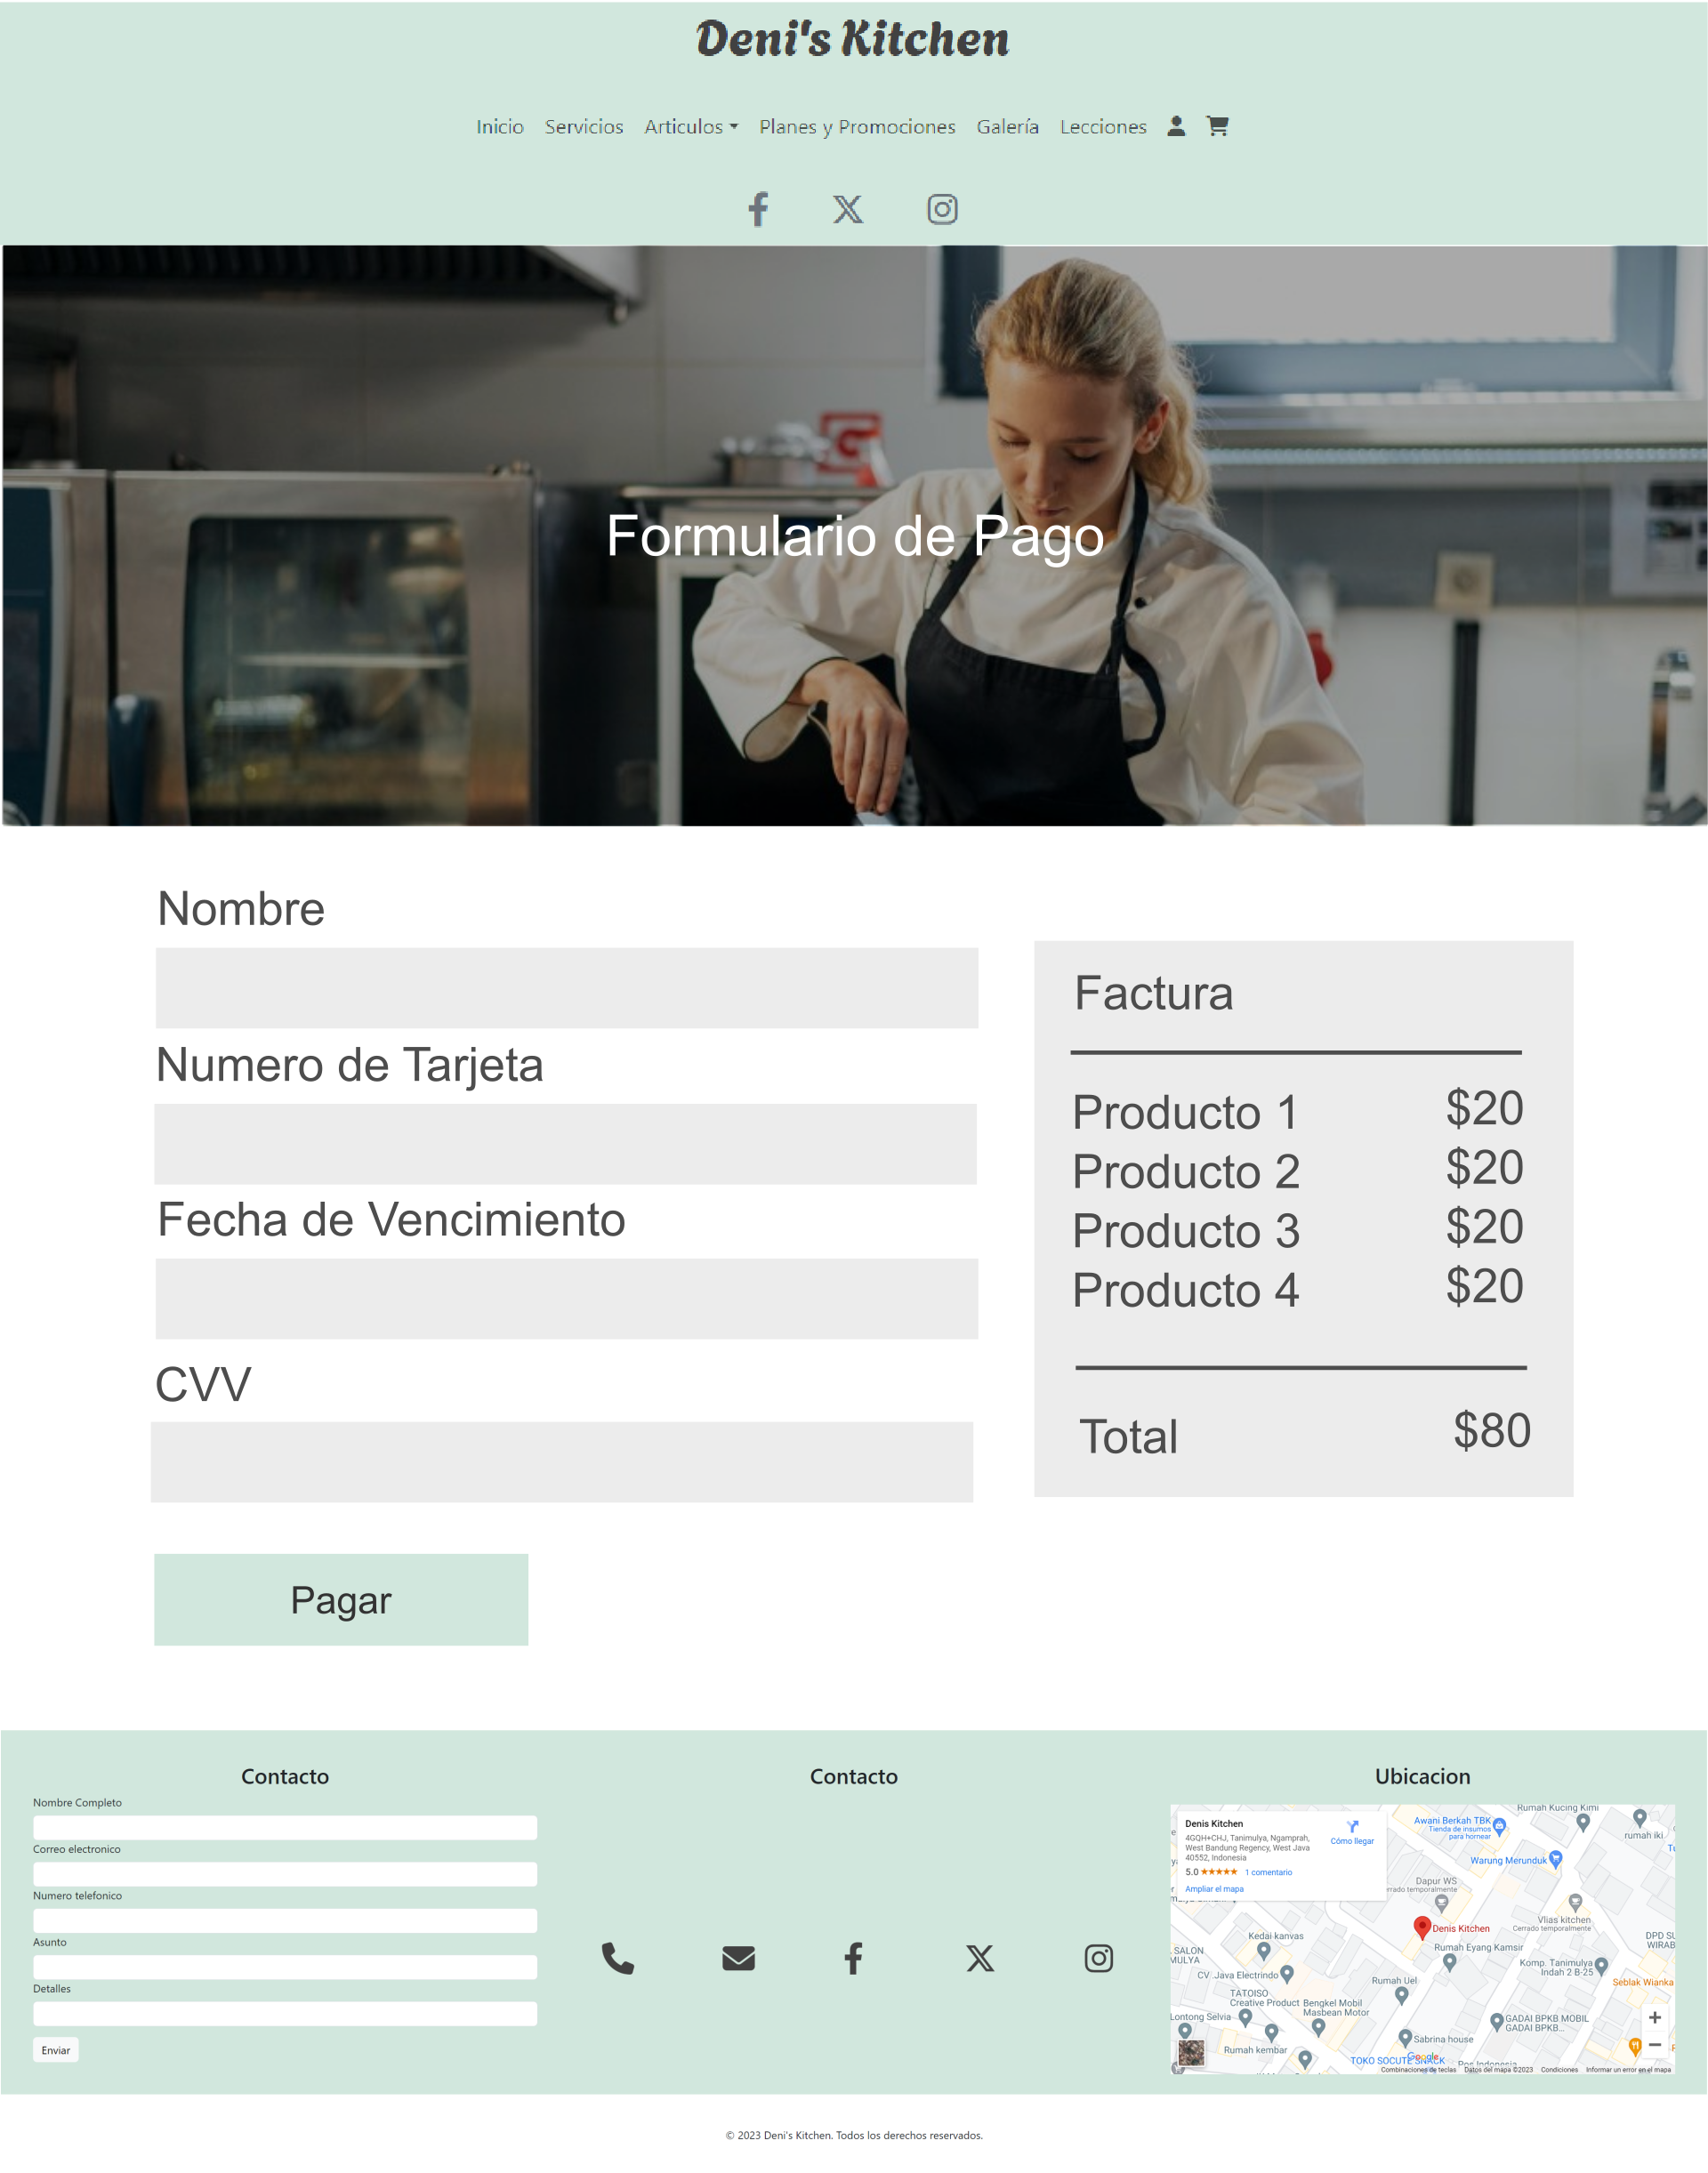 Deni's Kitchen
Inicio Servicios Articulos Planes y Promociones Galería Lecciones
Formulario de Pago
Nombre
Numero de Tarjeta
Fecha de Vencimiento
CVV
Pagar
Factura
Producto 1 $20
Producto 2 $20
Producto 3 $20
Producto 4 $20
Total $80
Contacto
Nombre Completo
Correo electronico
Numero telefonico
Asunto
Detalles
Enviar
Contacto
Ubicacion
Denis Kitchen
4GQH+CHJ, Tanimulya, Ngamprah,
West Bandung Regency, West Java
40552, Indonesia
5.0 ★★★★★ 1 comentario
Ampliar el mapa
Cómo llegar
Rumah Kucing Kimi
Awani Berkah TBK
Tienda de insumos
para hornear
rumah iki
Warung Merunduk
Dapur WS
rrado temporalmente
Vlias kitchen
Cerrado temporalmente
Denis Kitchen
Kedai kanvas
Rumah Eyang Kamsir
DPD SU
WIRAB
SALON
MULYA
CV. Java Electrindo
Komp. Tanimulya
Indah 2 B-25
Rumah Uel
Seblak Wianka
TATOISO
Creative Product
Bengkel Mobil
Masbean Motor
Lontong Selvia
GADAI BPKB MOBIL
GADAI BPKB...
Sabrina house
Rumah kembar
TOKO SOCUTE SNACK
Google
Pos Indonesia
Combinaciones de teclas Datos del mapa ©2023 Condiciones Informar un error en el mapa
© 2023 Deni's Kitchen. Todos los derechos reservados.